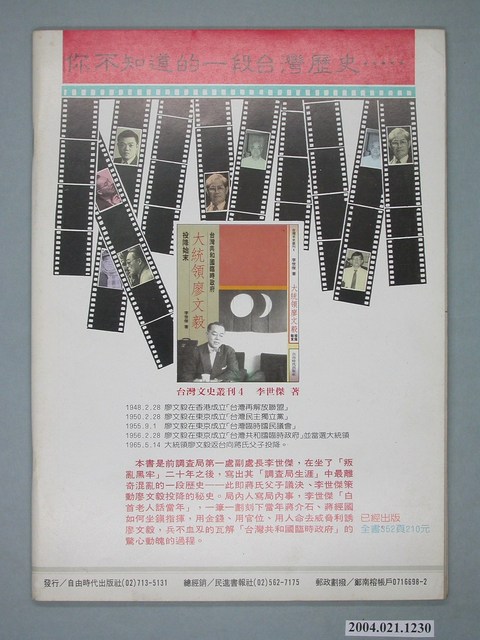 你不知道的一段台灣歷史⋯⋯
台灣共和國臨時政府
大統領廖文毅
投降始末
李世傑 著
大統領廖文毅
台灣文史叢刊4 李世傑 著
1948.2.28 廖文毅在香港成立「台灣再解放聯盟」
1950.2.28 廖文毅在東京成立「台灣民主獨立黨」
1955.9.1 廖文毅在東京成立「台灣臨時國民議會」
1956.2.28 廖文毅在東京成立「台灣共和國臨時政府」並當選大統領
1965.5.14 大統領廖文毅返台向蔣氏父子投降。
本書是前調查局第一處副處長李世傑,在坐了「叛
亂黑牢」二十年之後,寫出其「調查局生涯」中最離
奇混亂的一段歷史——此即蔣氏父子議決、李世傑策
動廖文毅投降的秘史。局內人寫局內事,李世傑「白
首老人話當年」,一筆一劃刻下當年蔣介石、蔣經國
如何坐鎮指揮,用金錢、用官位、用人命去威脅利誘
廖文毅,兵不血刃的瓦解「台灣共和國臨時政府」的
驚心動魄的過程。
已經出版
全書362頁210元
發行/自由時代出版社(02)713-5131 總經銷/民進書報社(02)562-7175 郵政劃撥/鄭南榕帳戶0716698-2
2004.021.1230